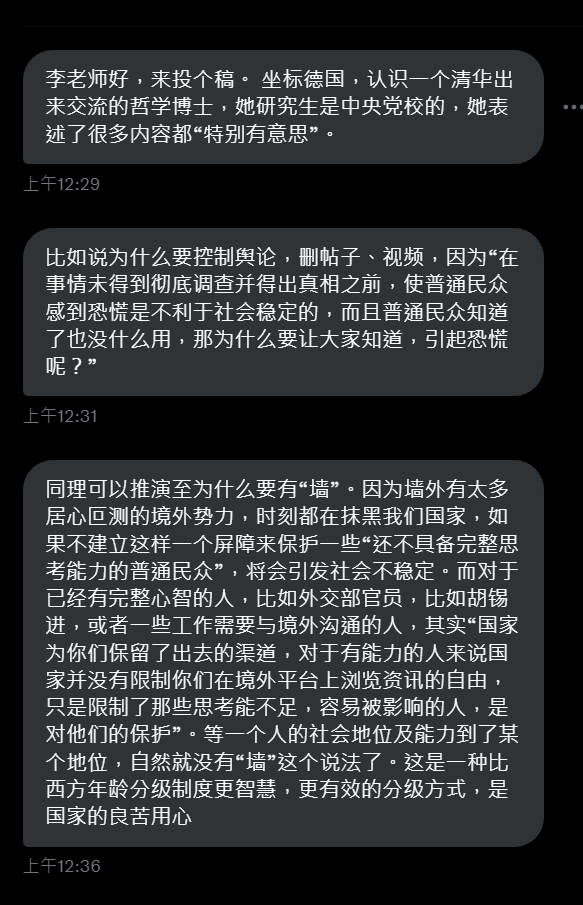 李老师好，来投个稿。 坐标德国，认识一个清华出
来交流的哲学博士，她研究生是中央党校的，她表
述了很多内容都“特别有意思”。
上午12:29
比如说为什么要控制舆论，删帖子、视频，因为“在
事情未得到彻底调查并得出真相之前，使普通民众
感到恐慌是不利于社会稳定的，而且普通民众知道
了也没什么用，那为什么要让大家知道，引起恐慌
呢？”
上午12:31
同理可以推演至为什么要有“墙”。因为墙外有太多
居心叵测的境外势力，时刻都在抹黑我们国家，如
果不建立这样一个屏障来保护一些“还不具备完整思
考能力的普通民众”，将会引发社会不稳定。而对于
已经有完整心智的人，比如外交部官员，比如胡锡
进，或者一些工作需要与境外沟通的人，其实“国家
为你们保留了出去的渠道，对于有能力的人来说国
家并没有限制你们在境外平台上浏览资讯的自由，
只是限制了那些思考能不足，容易被影响的人，是
对他们的保护”。等一个人的社会地位及能力到了某
个地位，自然就没有“墙”这个说法了。这是一种比
西方年龄分级制度更智慧，更有效的分级方式，是
国家的良苦用心
上午12:36